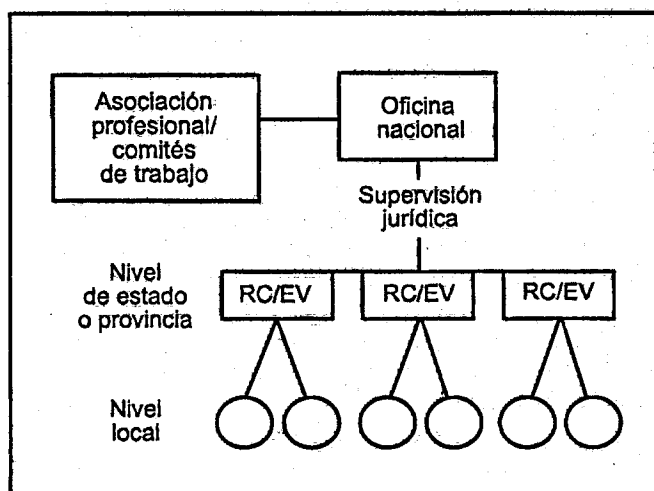 Asociación
profesional/
comités
de trabajo
Oficina
nacional
Supervisión
jurídica
Nivel
de estado
o provincia
RC/EV
RC/EV
RC/EV
Nivel
local